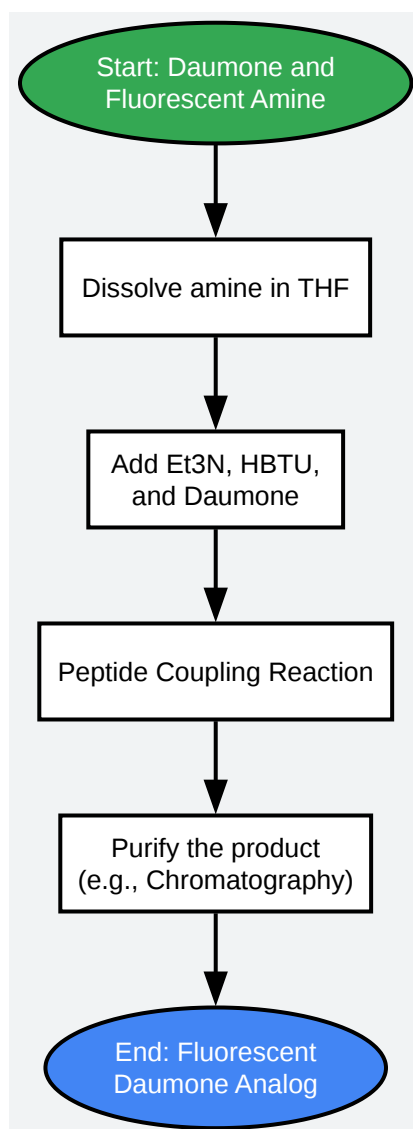 Start: Daumone and
Fluorescent Amine
Dissolve amine in THF
Add Et3N, HBTU,
and Daumone
Peptide Coupling Reaction
Purify the product
(e.g., Chromatography)
End: Fluorescent
Daumone Analog